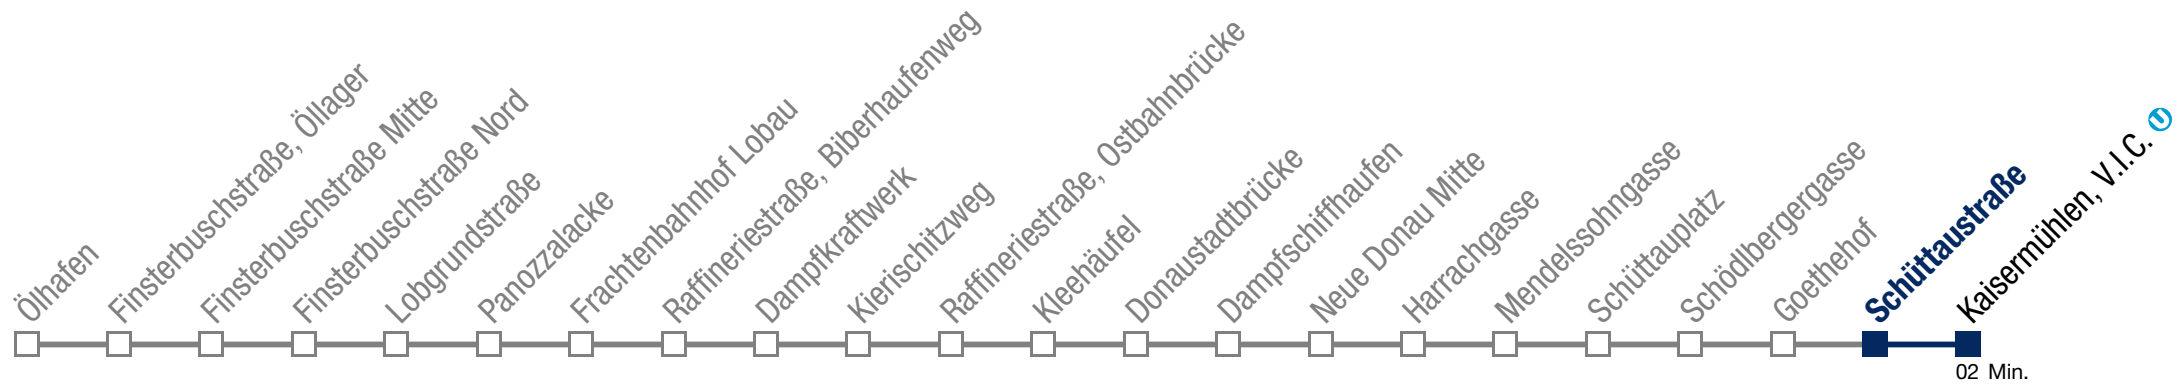 Ölhafen
Finsterbuschstraße, Öllager
Finsterbuschstraße Mitte
Finsterbuschstraße Nord
Lobgrundstraße
Panozzalacke
Frachtenbahnhof Lobau
Raffineriestraße, Biberhaufenweg
Dampfkraftwerk
Kierischitzweg
Raffineriestraße, Ostbahnbrücke
Kleehäufel
Donaustadtbrücke
Dampfschiffhaufen
Neue Donau Mitte
Harrachgasse
Mendelssohngasse
Schüttauplatz
Schödlbergergasse
Goethehof
Schüttaustraße
Kaisermühlen, V.I.C. U
02 Min.